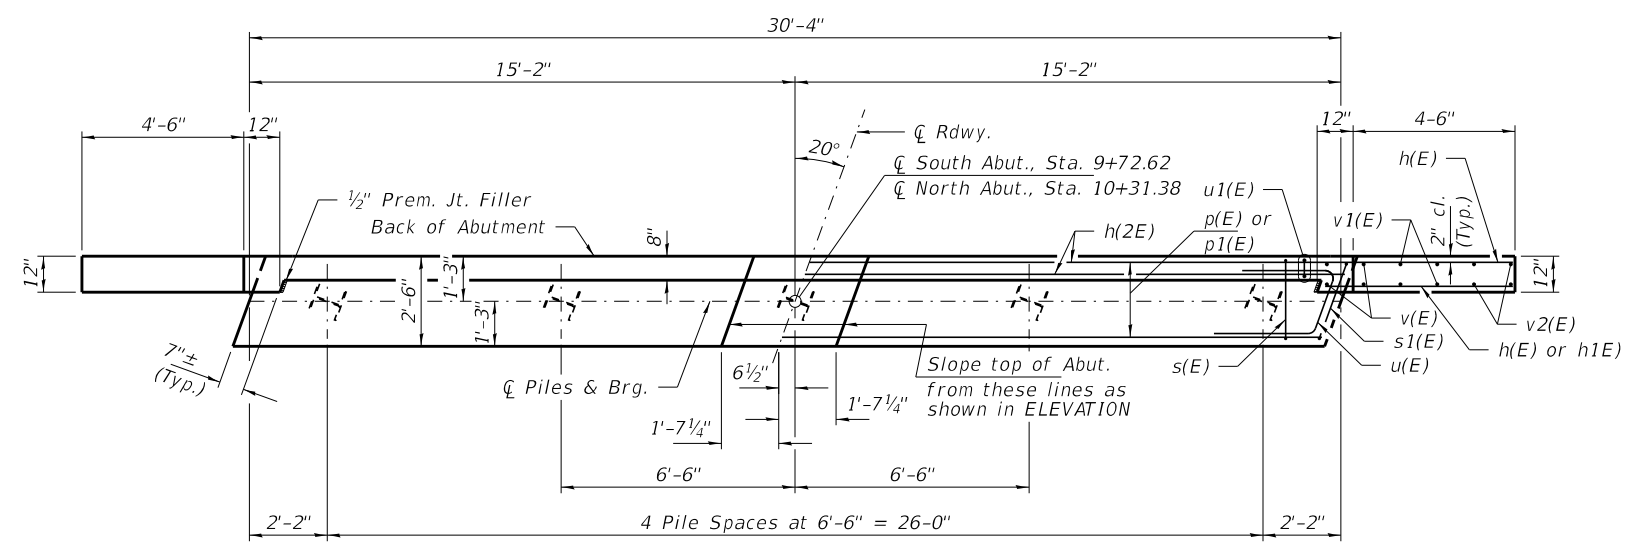 30'-4"
15'-2"
15'-2"
4'-6"
12"
12"
4-6"
20°
℄ Rdwy.
℄ South Abut., Sta. 9+72.62
℄ North Abut., Sta. 10+31.38
h(E)
½" Prem. Jt. Filler
Back of Abutment
u1(E)
p(E) or
p1(E)
h(2E)
v1(E)
2" cl.
(Typ.)
8"
12"
2'-6"
1'-3"
1'-3"
12"
v(E)
v2(E)
s1(E)
h(E) or h1E)
s(E)
u(E)
7"±
(Typ.)
℄ Piles & Brg.
6½"
Slope top of Abut.
from these lines as
shown in ELEVATION
1'-7¼"
1'-7¼"
6'-6"
6'-6"
2'-2"
4 Pile Spaces at 6'-6" = 26-0"
2'-2"